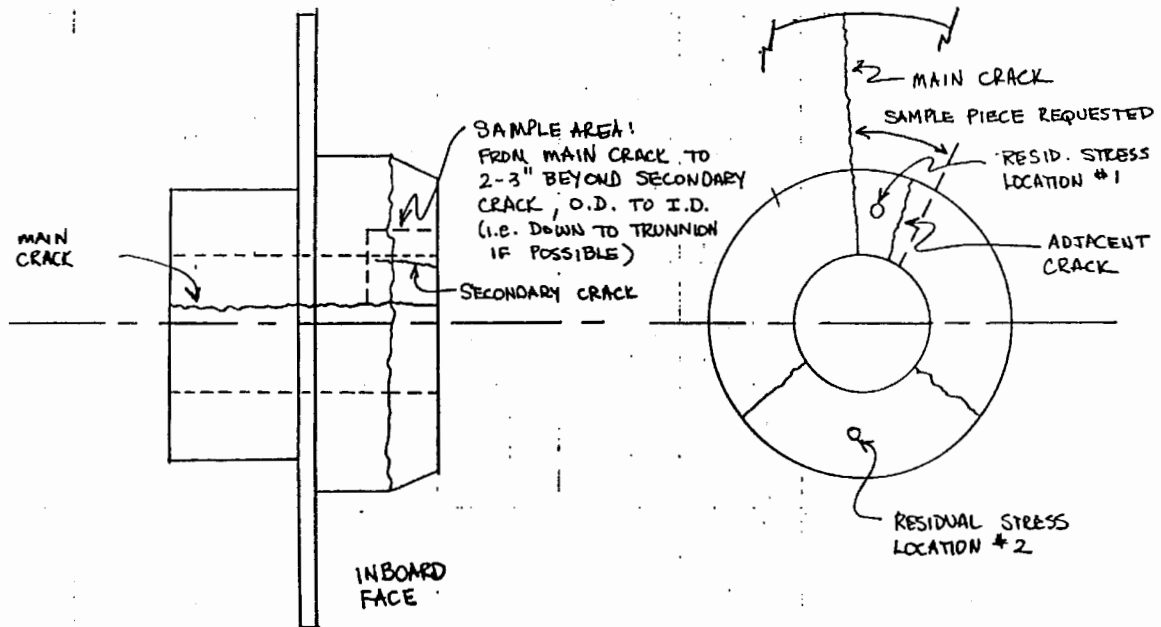 SAMPLE AREA:
FROM MAIN CRACK TO
2-3" BEYOND SECONDARY
CRACK, O.D. TO I.D.
(i.e. DOWN TO TRUNNION
IF POSSIBLE)
MAIN
CRACK
SECONDARY CRACK
INBOARD
FACE
MAIN CRACK
SAMPLE PIECE REQUESTED
RESID. STRESS
LOCATION #1
ADJACENT
CRACK
RESIDUAL STRESS
LOCATION #2